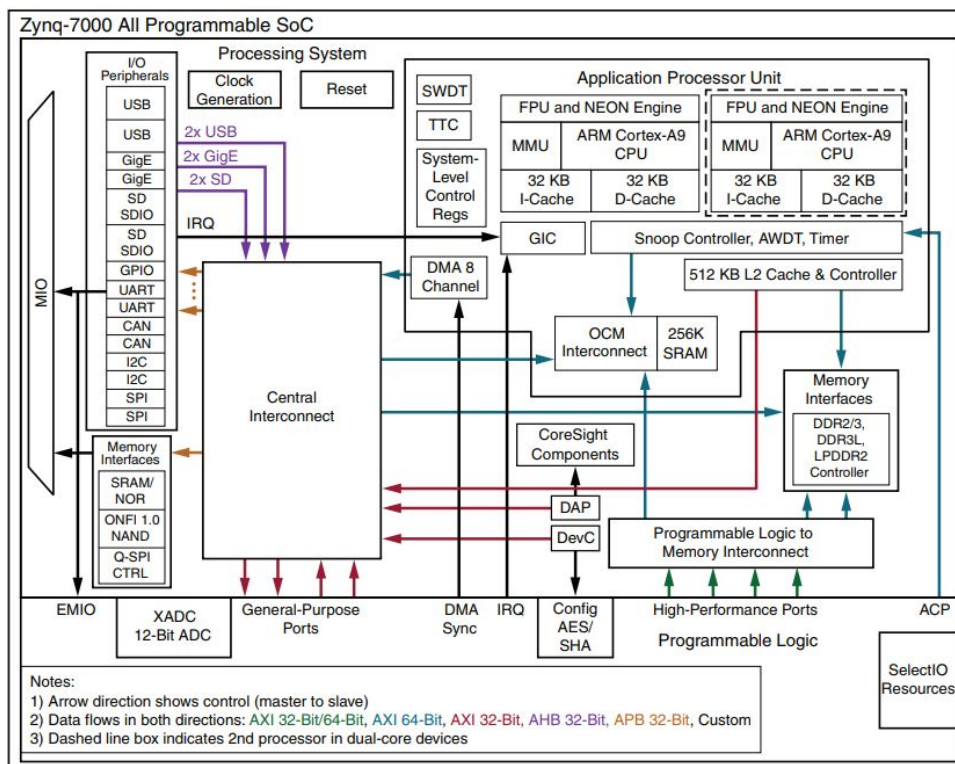 Zynq-7000 All Programmable SoC
Processing System
I/O
Peripherals
USB
USB
GigE
GigE
SD
SDIO
SD
SDIO
GPIO
UART
UART
CAN
CAN
I2C
I2C
SPI
SPI
MIO
Clock
Generation
Reset
2x USB
2x GigE
2x SD
IRQ
Application Processor Unit
SWDT
TTC
System-
Level
Control
Regs
FPU and NEON Engine
MMU
ARM Cortex-A9
CPU
32 KB
I-Cache
32 KB
D-Cache
FPU and NEON Engine
MMU
ARM Cortex-A9
CPU
32 KB
I-Cache
32 KB
D-Cache
GIC
Snoop Controller, AWDT, Timer
DMA 8
Channel
512 KB L2 Cache & Controller
OCM
Interconnect
256K
SRAM
Central
Interconnect
Memory
Interfaces
DDR2/3,
DDR3L,
LPDDR2
Controller
Memory
Interfaces
SRAM/
NOR
ONFI 1.0
NAND
Q-SPI
CTRL
CoreSight
Components
DAP
DevC
Programmable Logic to
Memory Interconnect
EMIO
XADC
12-Bit ADC
General-Purpose
Ports
DMA
Sync
IRQ
Config
AES/
SHA
High-Performance Ports
ACP
Programmable Logic
SelectIO
Resources
Notes:
1) Arrow direction shows control (master to slave)
2) Data flows in both directions: AXI 32-Bit/64-Bit, AXI 64-Bit, AXI 32-Bit, AHB 32-Bit, APB 32-Bit, Custom
3) Dashed line box indicates 2nd processor in dual-core devices